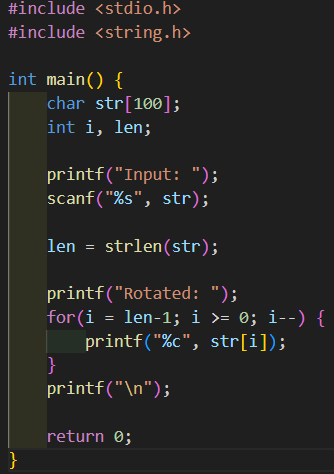 #include <stdio.h>
#include <string.h>

int main() {
    char str[100];
    int i, len;

    printf("Input: ");
    scanf("%s", str);

    len = strlen(str);

    printf("Rotated: ");
    for(i = len-1; i >= 0; i--) {
        printf("%c", str[i]);
    }
    printf("\n");

    return 0;
}